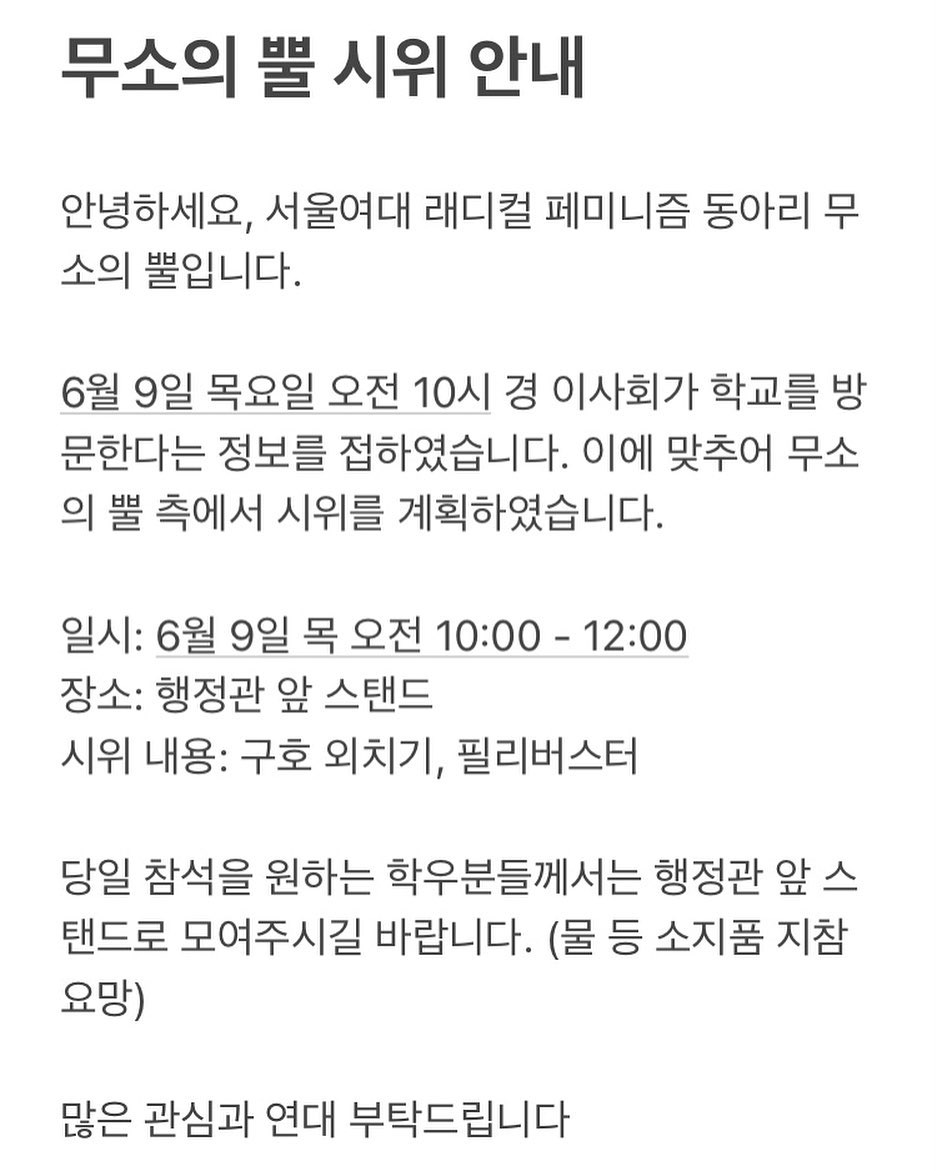 무소의 뿔 시위 안내
안녕하세요, 서울여대 래디컬 페미니즘 동아리 무
소의 뿔입니다.
6월 9일 목요일 오전 10시 경 이사회가 학교를 방
문한다는 정보를 접하였습니다. 이에 맞추어 무소
의 뿔 측에서 시위를 계획하였습니다.
일시: 6월 9일 목 오전 10:00 - 12:00
장소: 행정관 앞 스탠드
시위 내용: 구호 외치기, 필리버스터
당일 참석을 원하는 학우분들께서는 행정관 앞 스
탠드로 모여주시길 바랍니다. (물 등 소지품 지참
요망)
많은 관심과 연대 부탁드립니다